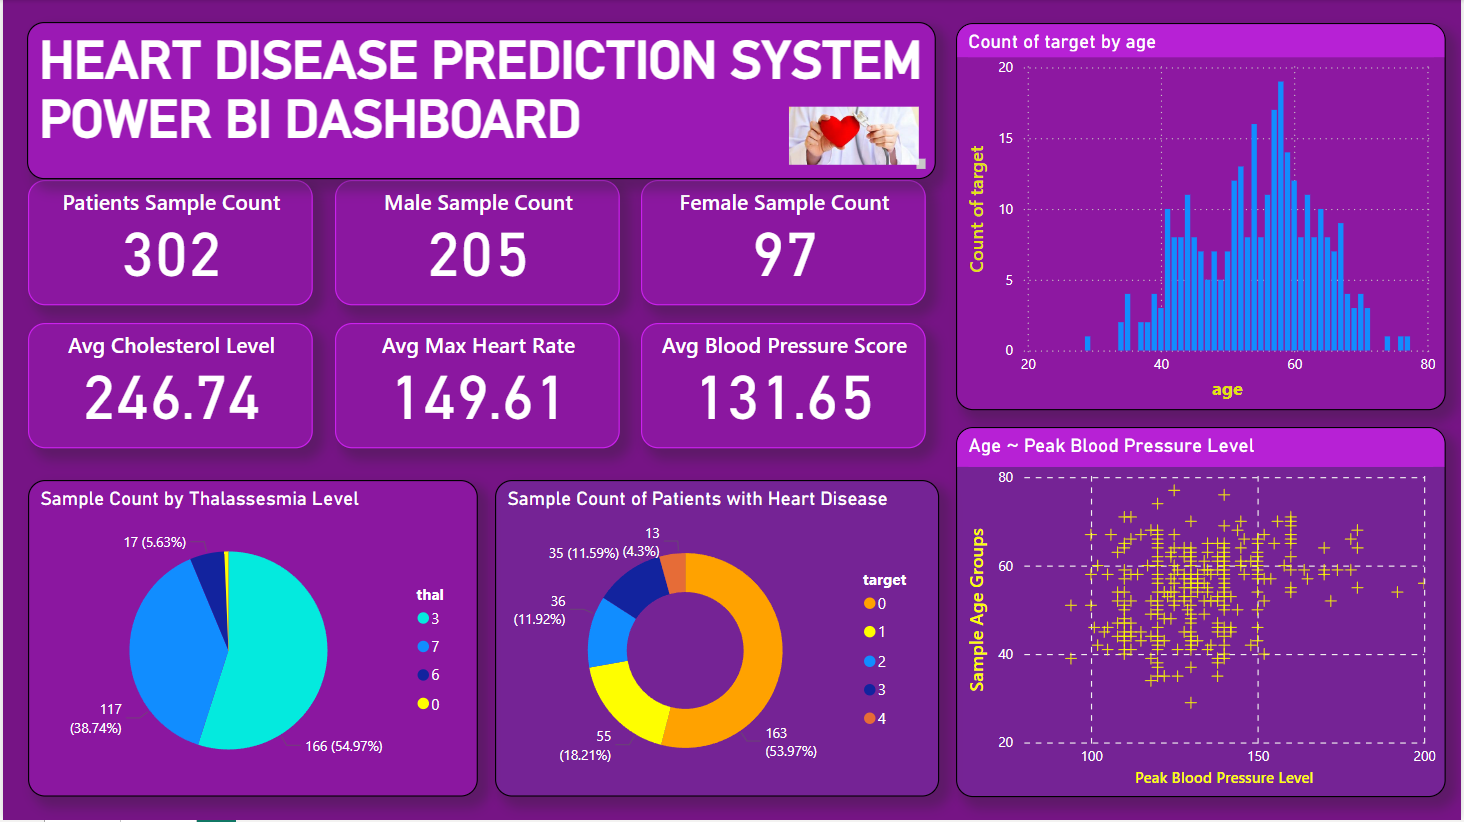 HEART DISEASE PREDICTION SYSTEM
POWER BI DASHBOARD
Patients Sample Count
302
Male Sample Count
205
Female Sample Count
97
Avg Cholesterol Level
246.74
Avg Max Heart Rate
149.61
Avg Blood Pressure Score
131.65
Sample Count by Thalassesmia Level
17 (5.63%)
117
(38.74%)
166 (54.97%)
thal
3
7
6
0
Sample Count of Patients with Heart Disease
13
(4.3%)
35 (11.59%)
36
(11.92%)
55
(18.21%)
163
(53.97%)
target
0
1
2
3
4
Count of target by age
Count of target
20
15
10
5
0
20 40 60 80
age
Age ~ Peak Blood Pressure Level
Sample Age Groups
80
60
40
20
100 150 200
Peak Blood Pressure Level